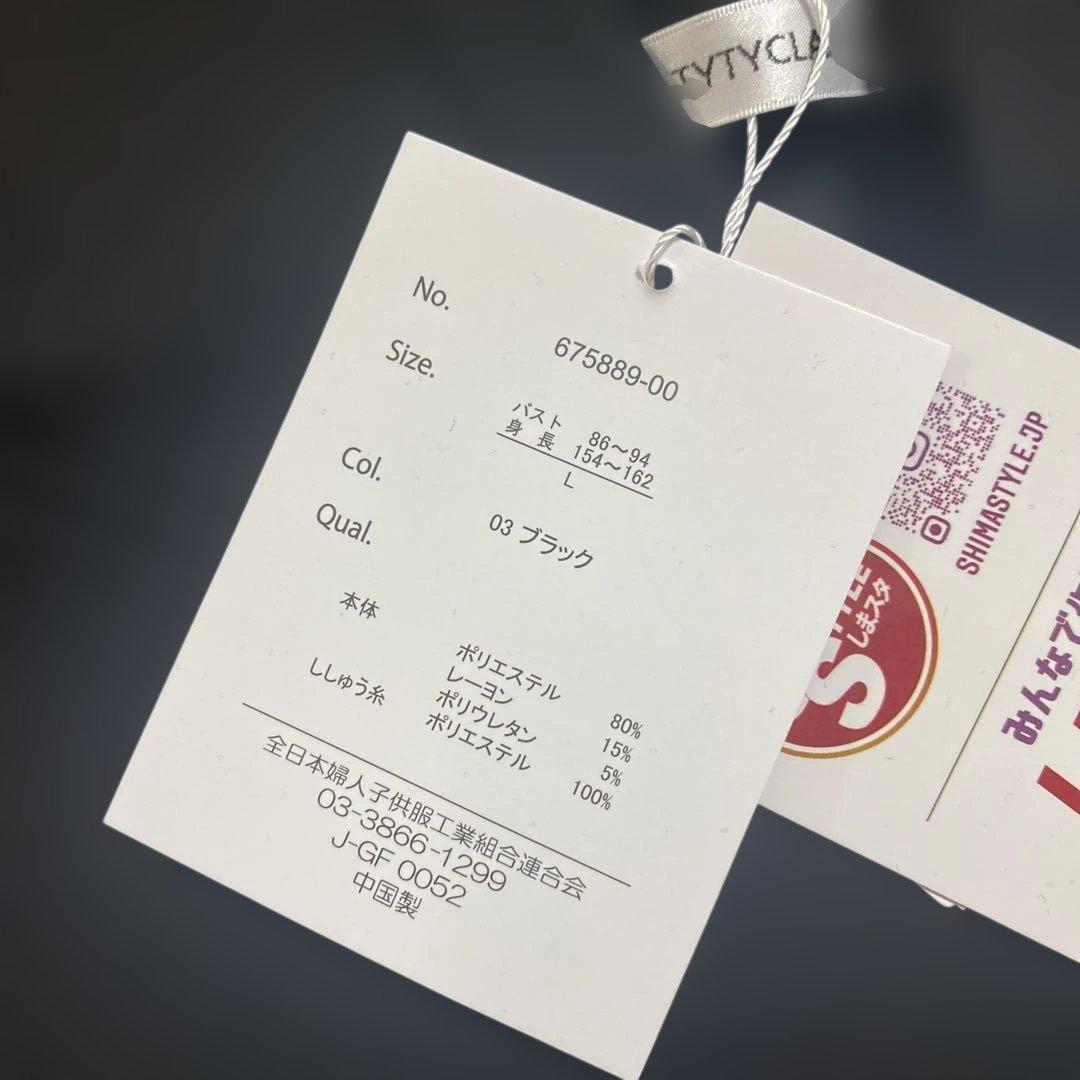 TYTYCLA
No. 675889-00
Size. バスト 86～94
身 長 154～162
L
Col. 03 ブラック
Qual.
本体 ポリエステル 80%
レーヨン 15%
ポリウレタン 5%
ししゅう糸 ポリエステル 100%
全日本婦人子供服工業組合連合会
03-3866-1299
J-GF 0052
中国製
SHIMASTYLE.JP
S
しまスタ
みんなで